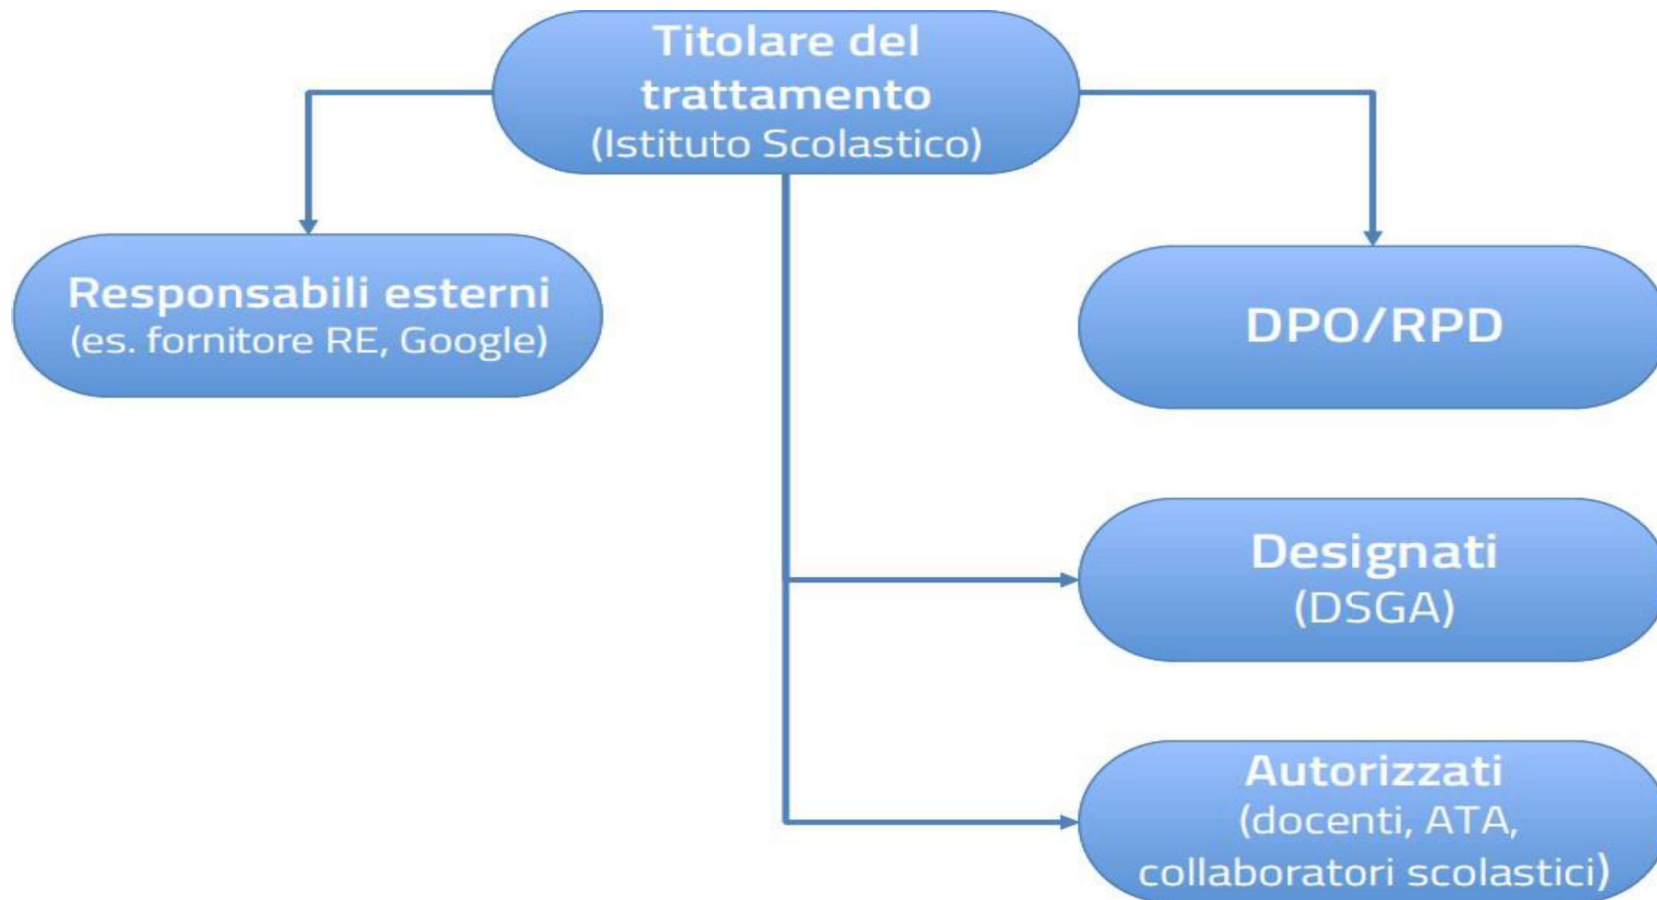 Titolare del
trattamento
(Istituto Scolastico)
Responsabili esterni
(es. fornitore RE, Google)
DPO/RPD
Designati
(DSGA)
Autorizzati
(docenti, ATA,
collaboratori scolastici)